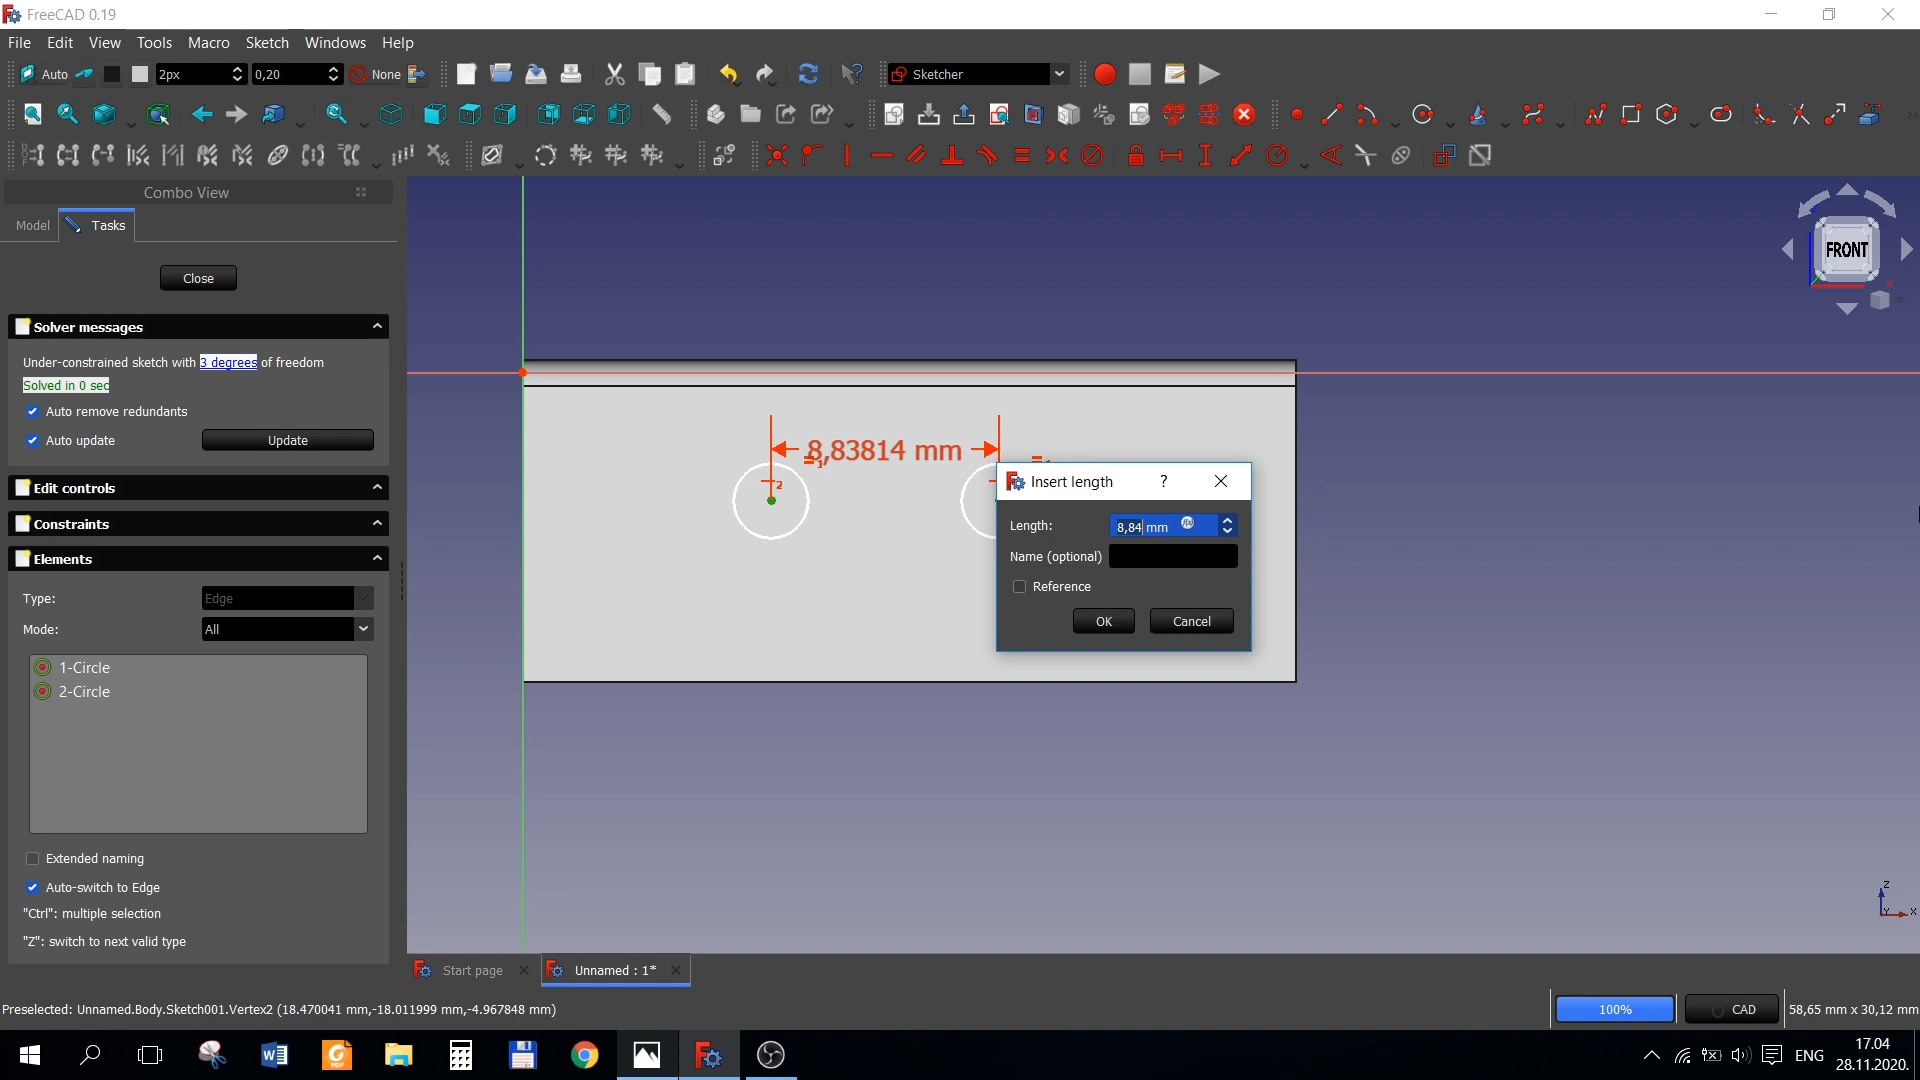 FreeCAD 0.19
File Edit View Tools Macro Sketch Windows Help
Auto 2px 0,20 None Sketcher
Combo View
Model Tasks
Close
Solver messages
Under-constrained sketch with 3 degrees of freedom
Solved in 0 sec
Auto remove redundants
Auto update Update
Edit controls
Constraints
Elements
Type: Edge
Mode: All
1-Circle
2-Circle
Extended naming
Auto-switch to Edge
"Ctrl": multiple selection
"Z": switch to next valid type
FRONT
8,83814 mm
1
2
Insert length ?
Length: 8,84 mm
Name (optional)
Reference
OK Cancel
Z
Y X
Start page Unnamed : 1*
Preselected: Unnamed.Body.Sketch001.Vertex2 (18.470041 mm,-18.011999 mm,-4.967848 mm) 100% CAD 58,65 mm x 30,12 mm
ENG 17.04
28.11.2020.